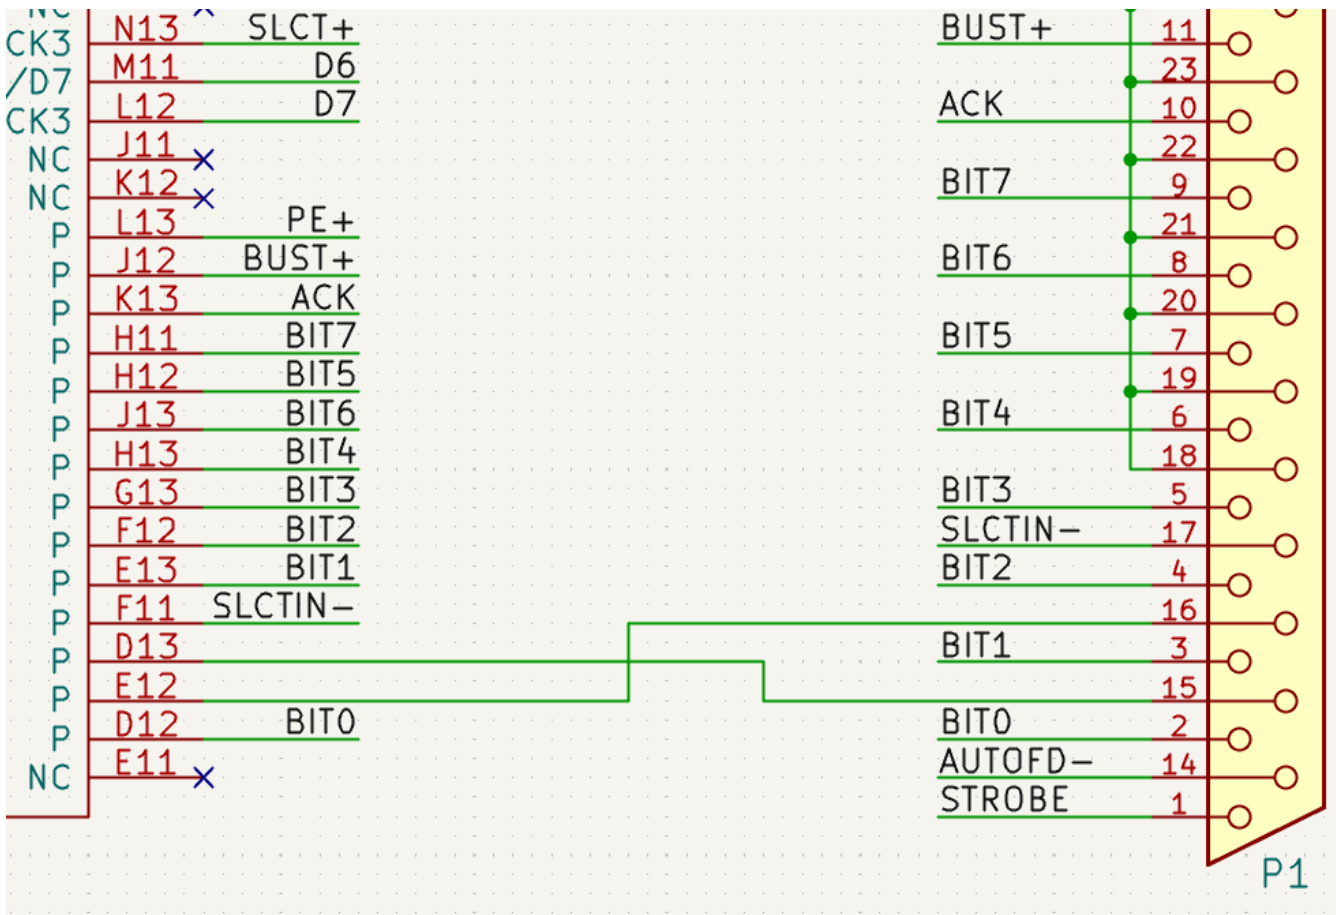 NC
N13 SLCT+ BUST+ 11
CK3
M11 D6 23
/D7
L12 D7 ACK 10
CK3
J11 22
NC
K12 BIT7 9
NC
L13 PE+ 21
P
J12 BUST+ BIT6 8
P
K13 ACK 20
P
H11 BIT7 BIT5 7
P
H12 BIT5 19
P
J13 BIT6 BIT4 6
P
H13 BIT4 18
P
G13 BIT3 BIT3 5
P
F12 BIT2 SLCTIN- 17
P
E13 BIT1 BIT2 4
P
F11 SLCTIN- 16
P
D13 BIT1 3
P
E12 15
P
D12 BIT0 BIT0 2
P
E11 AUTOFD- 14
NC
STROBE 1
P1